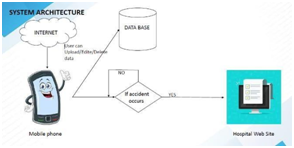 SYSTEM ARCHITECTURE
INTERNET
DATA BASE
User can
Upload/Edite/Delete
data
NO
If accident
occurs
YES
Mobile phone
Hospital Web Site